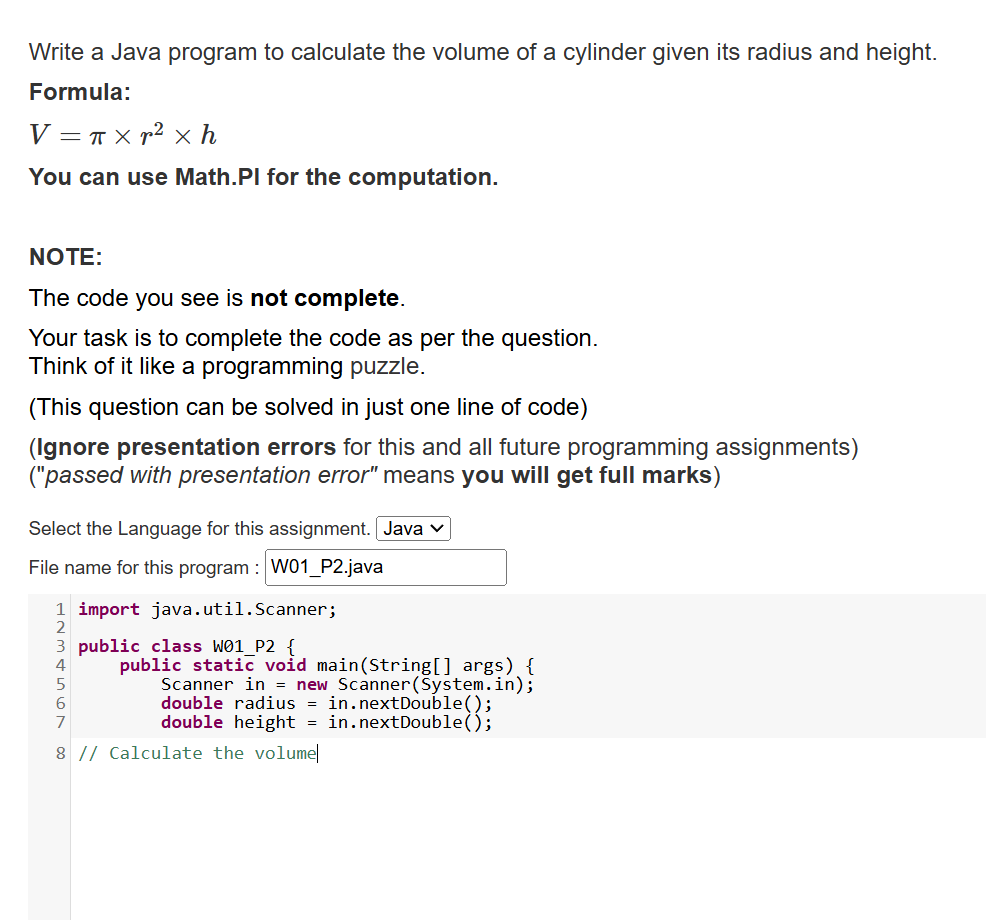 Write a Java program to calculate the volume of a cylinder given its radius and height.
Formula:
V = π × r² × h
You can use Math.PI for the computation.
NOTE:
The code you see is not complete.
Your task is to complete the code as per the question.
Think of it like a programming puzzle.
(This question can be solved in just one line of code)
(Ignore presentation errors for this and all future programming assignments)
("passed with presentation error" means you will get full marks)
Select the Language for this assignment. Java
File name for this program : W01_P2.java
1 import java.util.Scanner;
2
3 public class W01_P2 {
4     public static void main(String[] args) {
5         Scanner in = new Scanner(System.in);
6         double radius = in.nextDouble();
7         double height = in.nextDouble();
8 // Calculate the volume